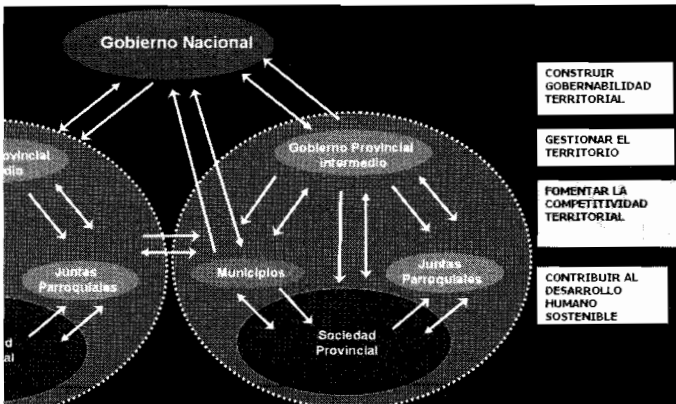 Gobierno Nacional
CONSTRUIR
GOBERNABILIDAD
TERRITORIAL
GESTIONAR EL
TERRITORIO
FOMENTAR LA
COMPETITIVIDAD
TERRITORIAL
CONTRIBUIR AL
DESARROLLO
HUMANO
SOSTENIBLE
Gobierno Provincial
intermedio
Municipios
Juntas
Parroquiales
Sociedad
Provincial
Juntas
Parroquiales